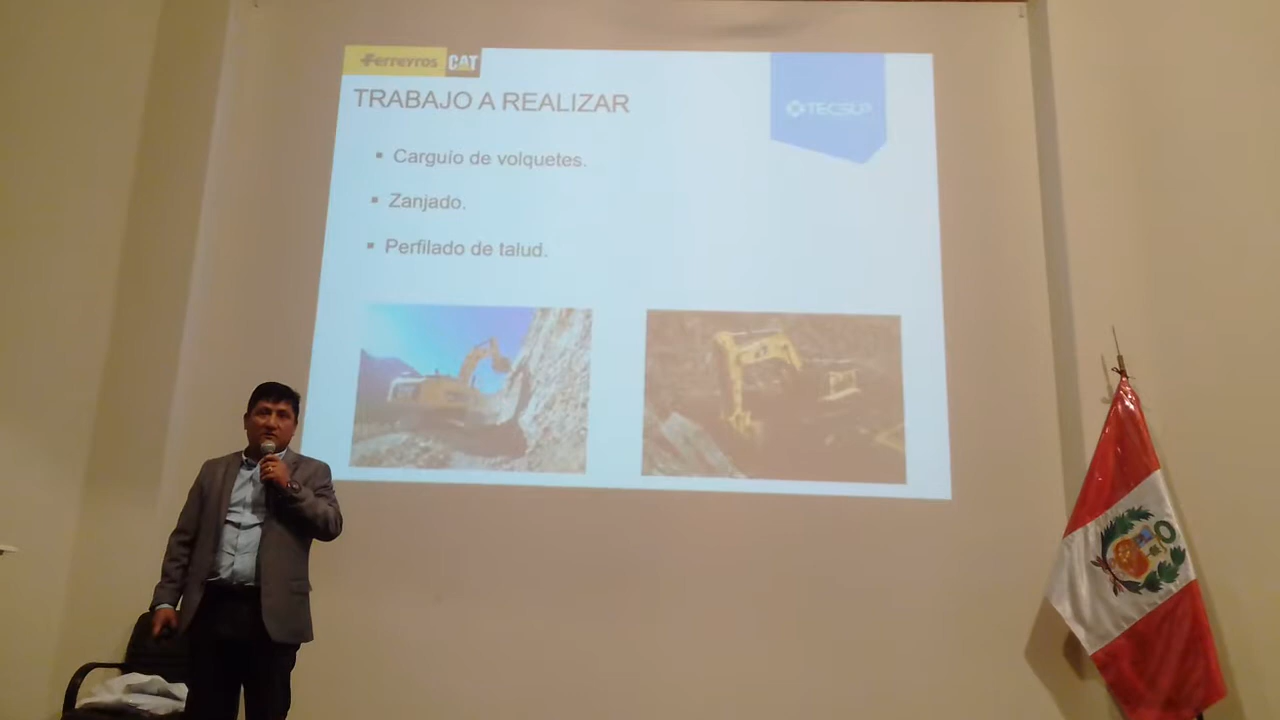 Ferreyros CAT
TECSUP
TRABAJO A REALIZAR
▪ Carguío de volquetes.
▪ Zanjado.
▪ Perfilado de talud.